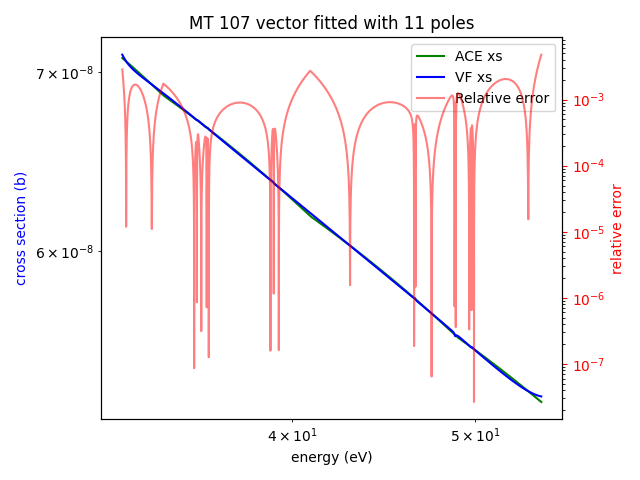 MT 107 vector fitted with 11 poles
ACE xs
VF xs
Relative error
7 × 10⁻⁸
6 × 10⁻⁸
cross section (b)
10⁻³
10⁻⁴
10⁻⁵
10⁻⁶
10⁻⁷
relative error
4 × 10¹
5 × 10¹
energy (eV)